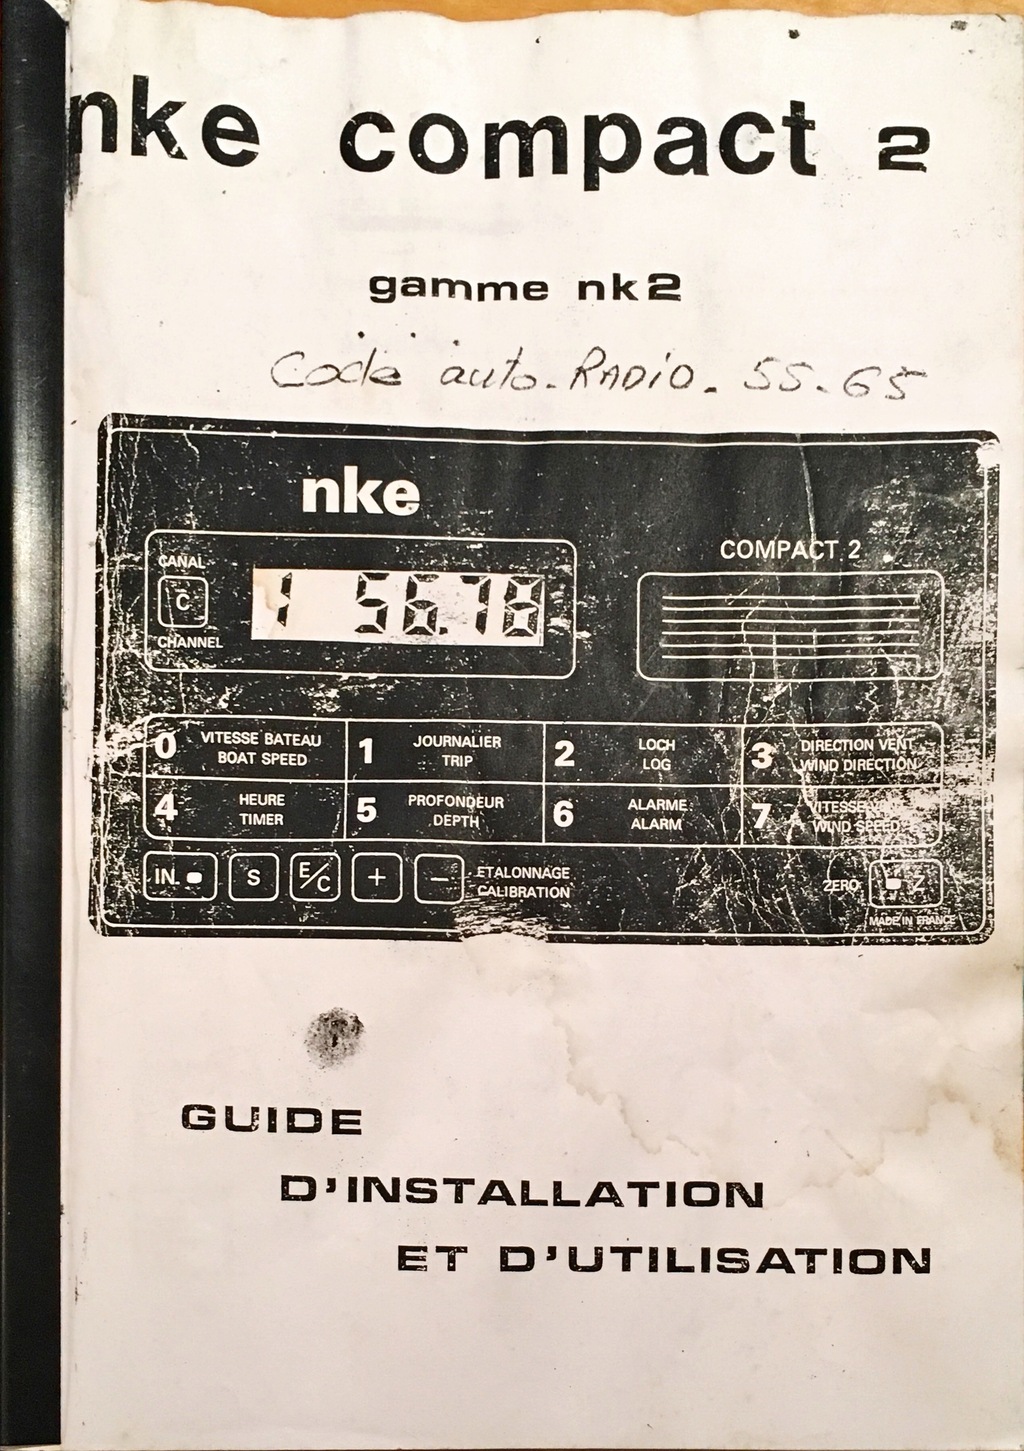 nke compact 2
gamme nk2
Code auto-RADIO. 55.65
nke
CANAL
C
CHANNEL
1 56.78
COMPACT 2
0 VITESSE BATEAU
BOAT SPEED
1 JOURNALIER
TRIP
2 LOCH
LOG
3 DIRECTION VENT
WIND DIRECTION
4 HEURE
TIMER
5 PROFONDEUR
DEPTH
6 ALARME
ALARM
7 VITESSE VENT
WIND SPEED
IN. S E/C + − ETALONNAGE
CALIBRATION
ZERO Z
MADE IN FRANCE
GUIDE
D'INSTALLATION
ET D'UTILISATION